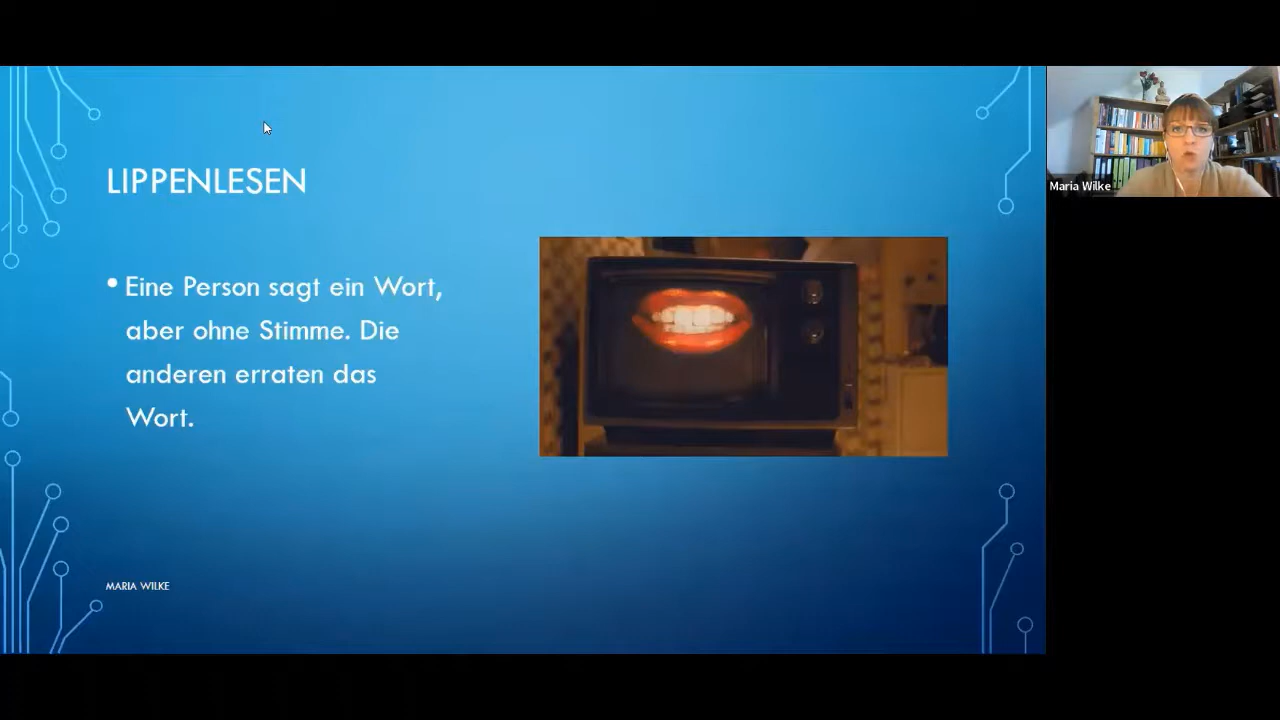 LIPPENLESEN
• Eine Person sagt ein Wort,
aber ohne Stimme. Die
anderen erraten das
Wort.
MARIA WILKE
Maria Wilke